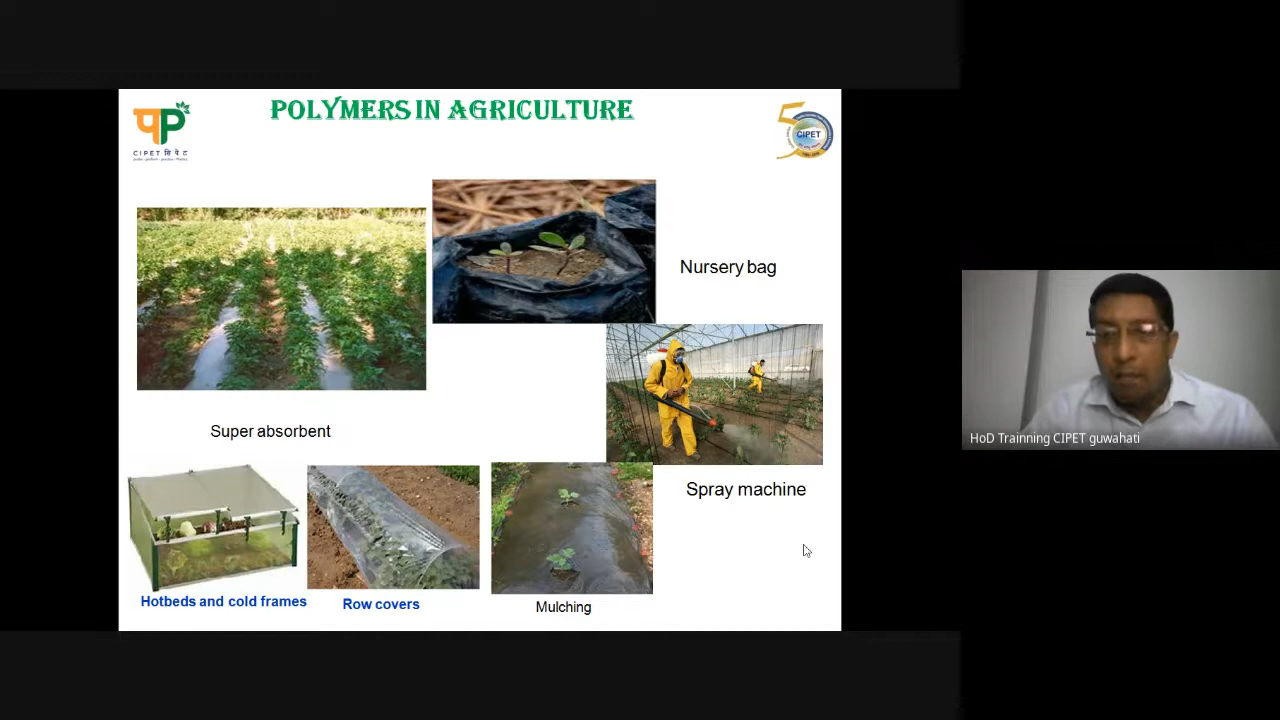 POLYMERS IN AGRICULTURE
CIPET सिपेट
CIPET
Nursery bag
Super absorbent
Spray machine
Hotbeds and cold frames
Row covers
Mulching
HoD Trainning CIPET guwahati